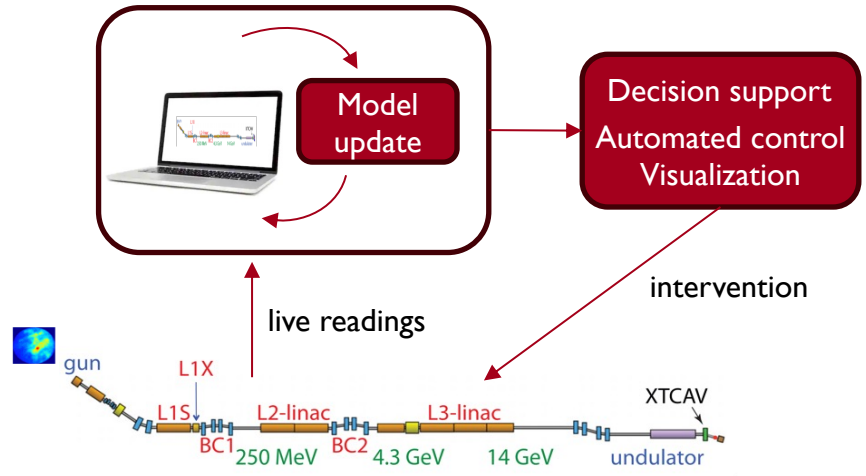 Model
update
Decision support
Automated control
Visualization
live readings
intervention
gun
L1X
L1S
BC1
L2-linac
BC2
L3-linac
XTCAV
250 MeV
4.3 GeV
14 GeV
undulator